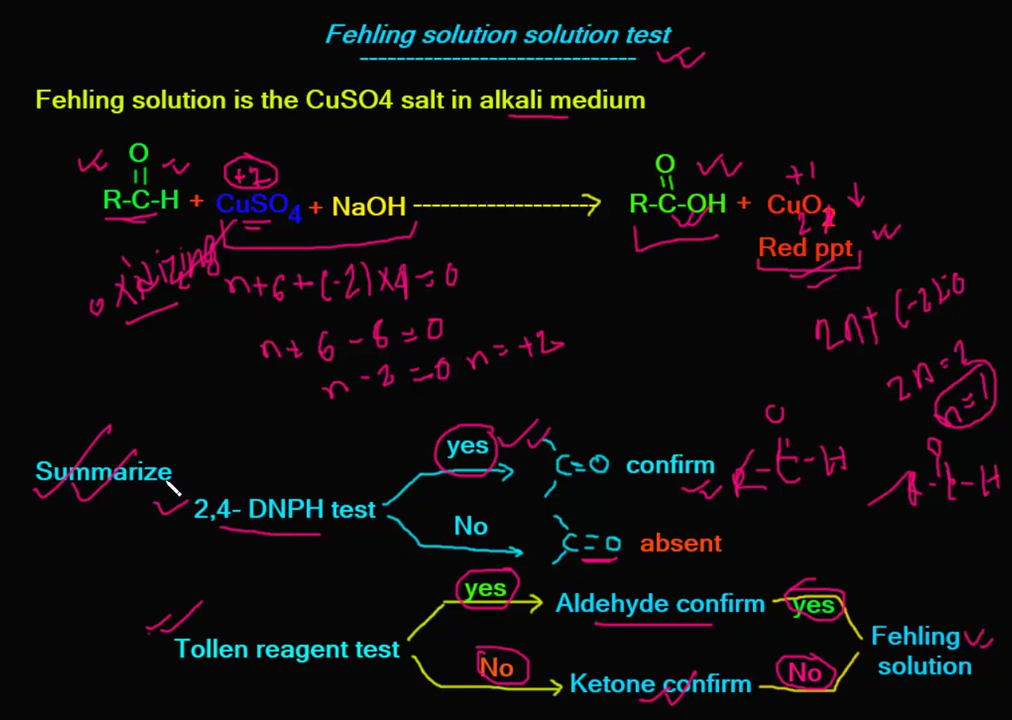 Fehling solution solution test
-----------------------------
Fehling solution is the CuSO4 salt in alkali medium
O O +1
|| ||
+2
R-C-H + CuSO4 + NaOH --------------------> R-C-OH + CuO2 ↓
2
Red ppt
oxidizing
n+6+(-2)×4=0
2n+(-2)=0
n+6-8=0
n-2=0 n=+2
2n=2
n=1
O
yes C=O confirm R-C-H
O
R-C-H
Summarize
2,4- DNPH test
No C=O absent
yes Aldehyde confirm yes
Tollen reagent test Fehling
solution
No Ketone confirm No